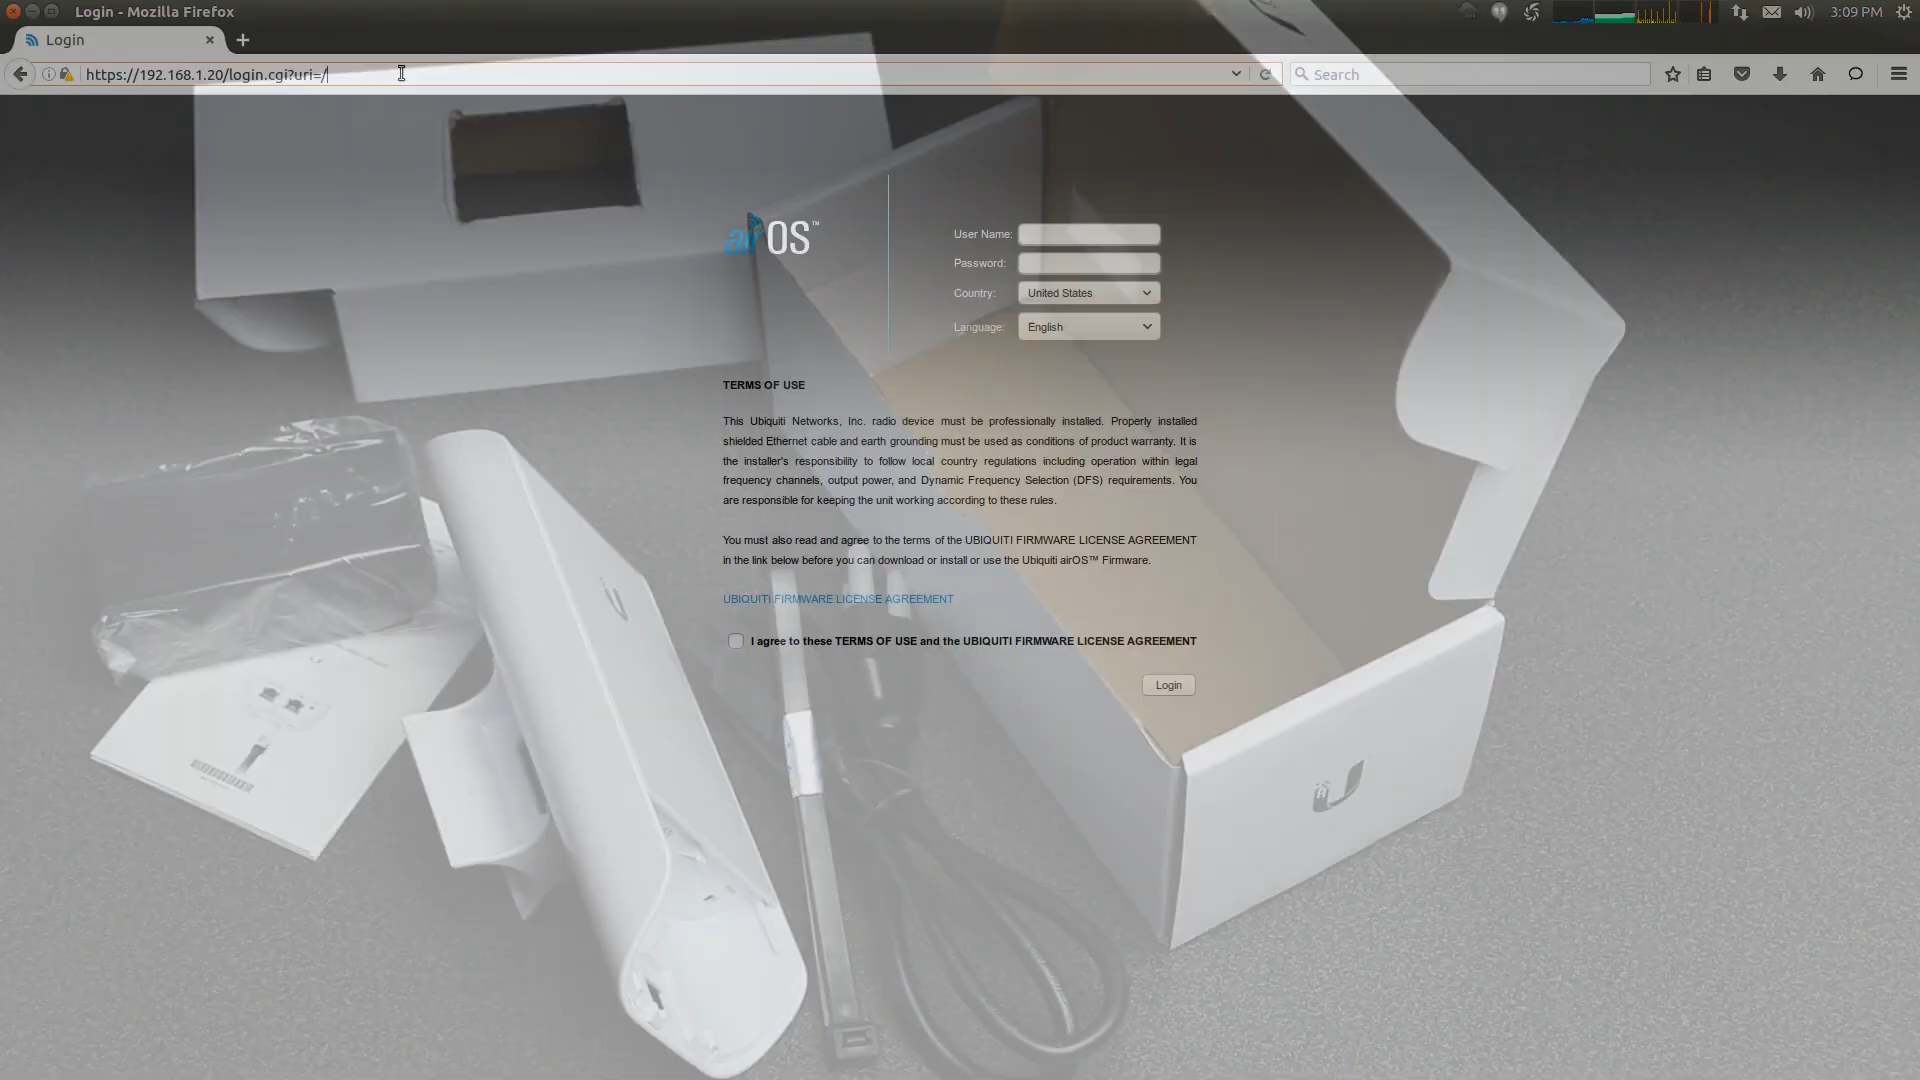 Login - Mozilla Firefox
3:09 PM
Login
https://192.168.1.20/login.cgi?uri=/
Search
airOS™
User Name:
Password:
Country: United States
Language: English
TERMS OF USE
This Ubiquiti Networks, Inc. radio device must be professionally installed. Properly installed
shielded Ethernet cable and earth grounding must be used as conditions of product warranty. It is
the installer's responsibility to follow local country regulations including operation within legal
frequency channels, output power, and Dynamic Frequency Selection (DFS) requirements. You
are responsible for keeping the unit working according to these rules.
You must also read and agree to the terms of the UBIQUITI FIRMWARE LICENSE AGREEMENT
in the link below before you can download or install or use the Ubiquiti airOS™ Firmware.
UBIQUITI FIRMWARE LICENSE AGREEMENT
I agree to these TERMS OF USE and the UBIQUITI FIRMWARE LICENSE AGREEMENT
Login